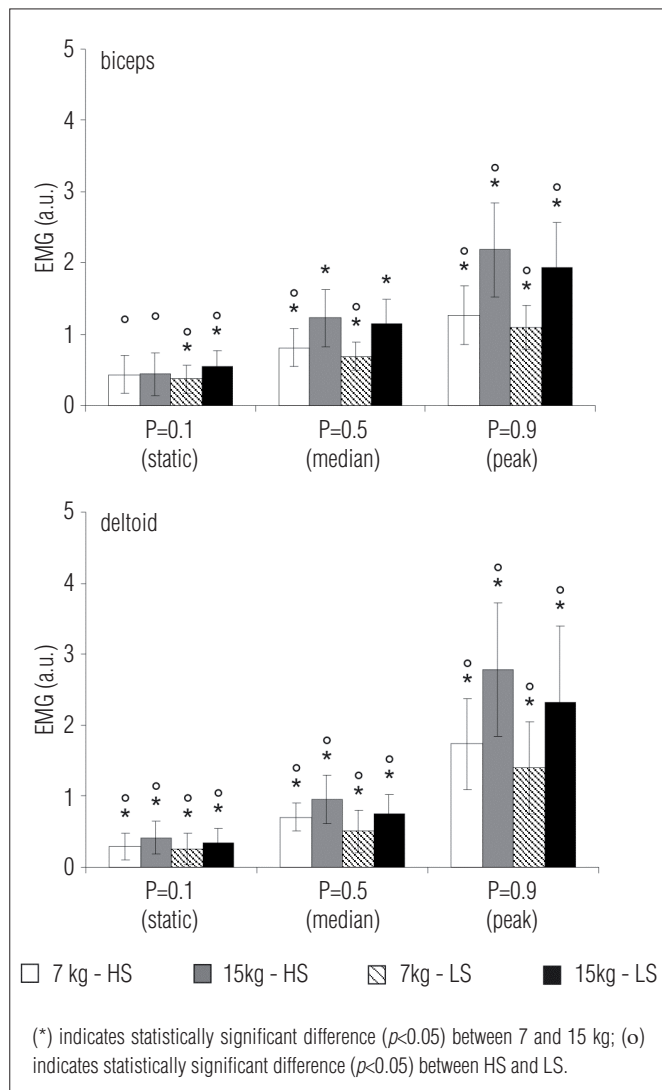 biceps
5
4
3
2
1
0
EMG (a.u.)
o o o * o * o * * o * * o * o * o * o *
P=0.1 P=0.5 P=0.9
(static) (median) (peak)
deltoid
5
4
3
2
1
0
EMG (a.u.)
o * o * o * o * o * o * o * o * o * o * o * o *
P=0.1 P=0.5 P=0.9
(static) (median) (peak)
7 kg - HS 15kg - HS 7kg - LS 15kg - LS
(*) indicates statistically significant difference (p<0.05) between 7 and 15 kg; (o)
indicates statistically significant difference (p<0.05) between HS and LS.